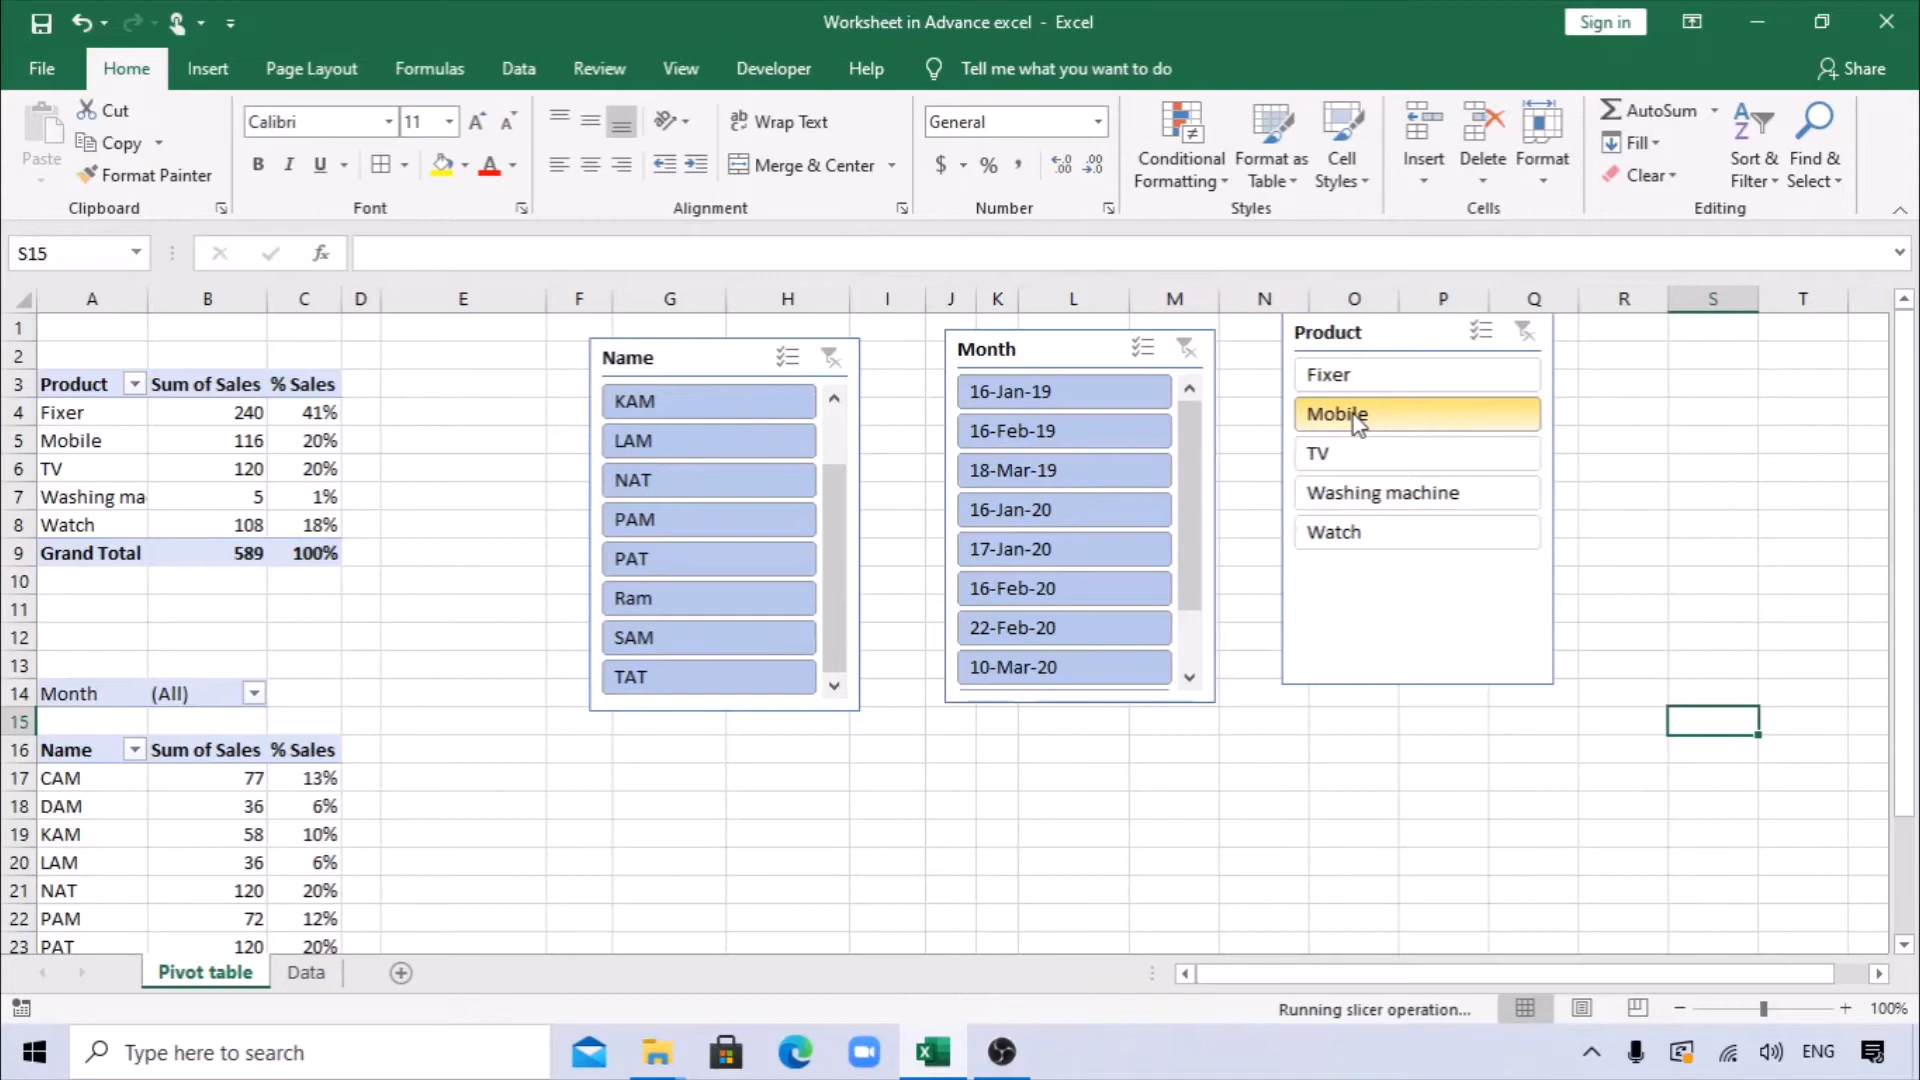 Worksheet in Advance excel - Excel
Sign in
File Home Insert Page Layout Formulas Data Review View Developer Help Tell me what you want to do Share
Paste
Cut
Copy
Format Painter
Clipboard
Calibri 11
B I U A
Font
Wrap Text
Merge & Center
Alignment
General
$ % ,
Number
Conditional Formatting
Format as Table
Cell Styles
Styles
Insert Delete Format
Cells
AutoSum
Fill
Clear
Sort & Filter
Find & Select
Editing
S15
fx
A B C D E F G H I J K L M N O P Q R S T
1
2
3 Product Sum of Sales % Sales
4 Fixer 240 41%
5 Mobile 116 20%
6 TV 120 20%
7 Washing ma 5 1%
8 Watch 108 18%
9 Grand Total 589 100%
10
11
12
13
14 Month (All)
15
16 Name Sum of Sales % Sales
17 CAM 77 13%
18 DAM 36 6%
19 KAM 58 10%
20 LAM 36 6%
21 NAT 120 20%
22 PAM 72 12%
23 PAT 120 20%
Name
KAM
LAM
NAT
PAM
PAT
Ram
SAM
TAT
Month
16-Jan-19
16-Feb-19
18-Mar-19
16-Jan-20
17-Jan-20
16-Feb-20
22-Feb-20
10-Mar-20
Product
Fixer
Mobile
TV
Washing machine
Watch
Pivot table Data
Running slicer operation... 100%
Type here to search
ENG